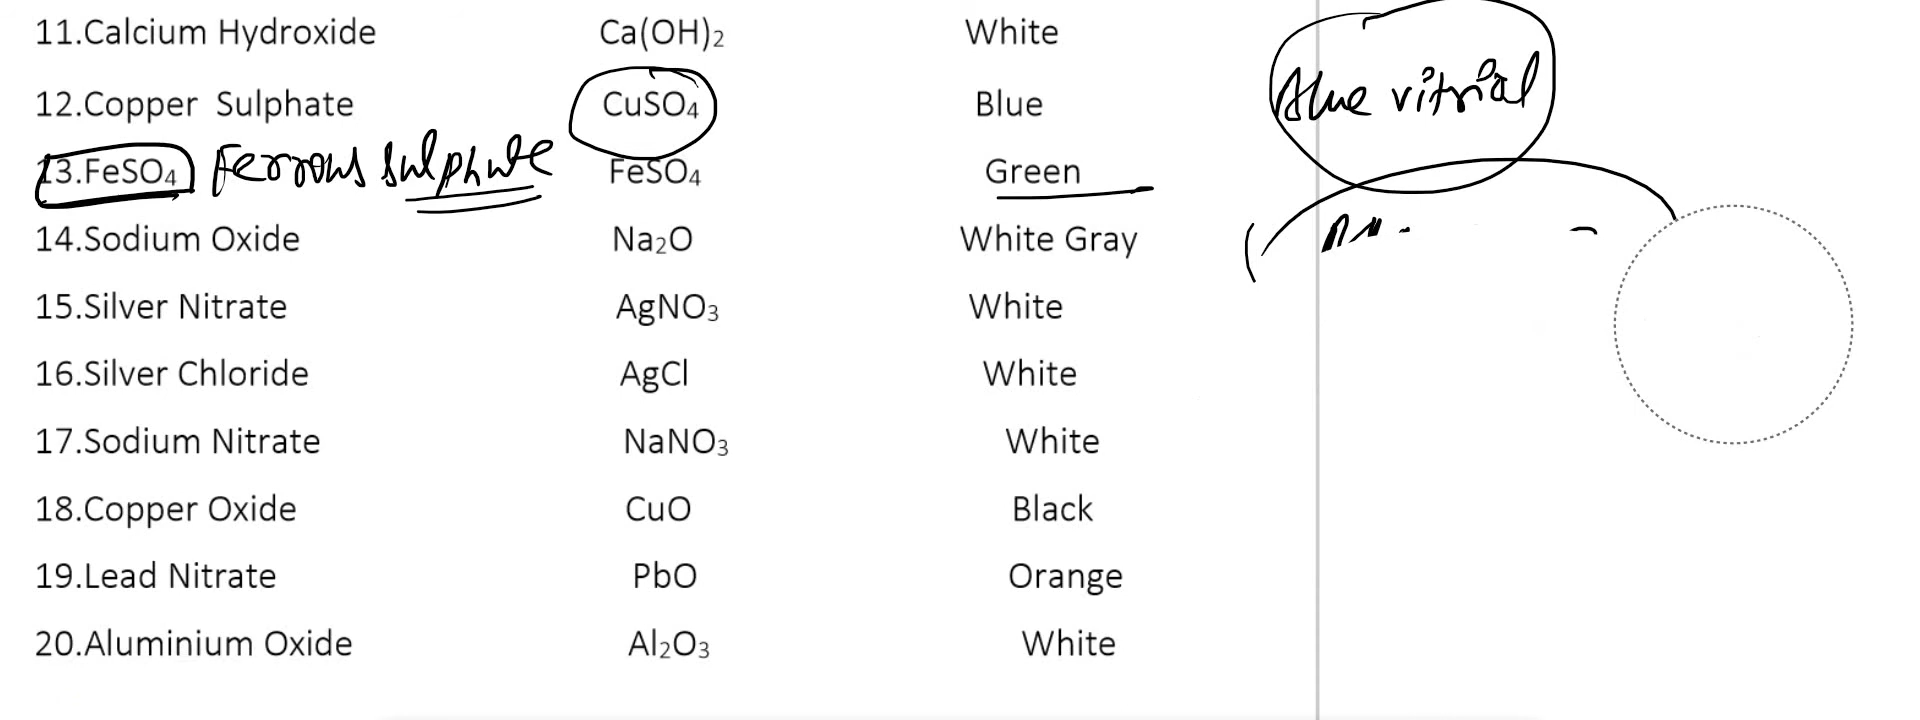 11.Calcium Hydroxide Ca(OH)₂ White
12.Copper Sulphate CuSO₄ Blue Blue vitrial
13.FeSO₄ Ferrous sulphate FeSO₄ Green
14.Sodium Oxide Na₂O White Gray
15.Silver Nitrate AgNO₃ White
16.Silver Chloride AgCl White
17.Sodium Nitrate NaNO₃ White
18.Copper Oxide CuO Black
19.Lead Nitrate PbO Orange
20.Aluminium Oxide Al₂O₃ White